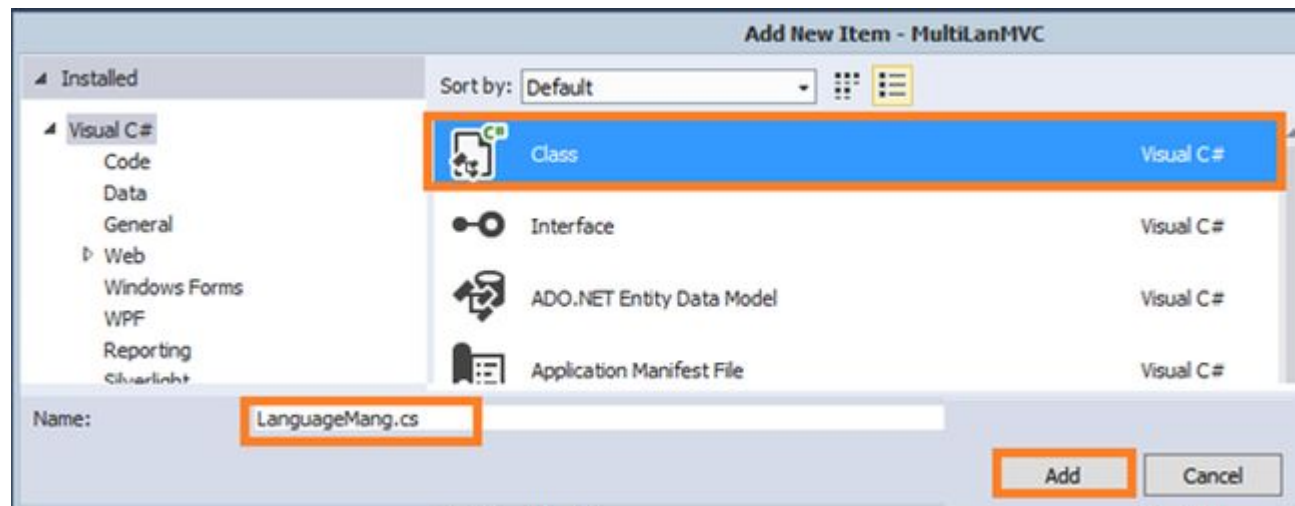 Add New Item - MultiLanMVC
Installed
Sort by: Default
Visual C#
Code
Data
General
Web
Windows Forms
WPF
Reporting
Silverlight
C#
Class Visual C#
Interface Visual C#
ADO.NET Entity Data Model Visual C#
Application Manifest File Visual C#
Name: LanguageMang.cs
Add Cancel